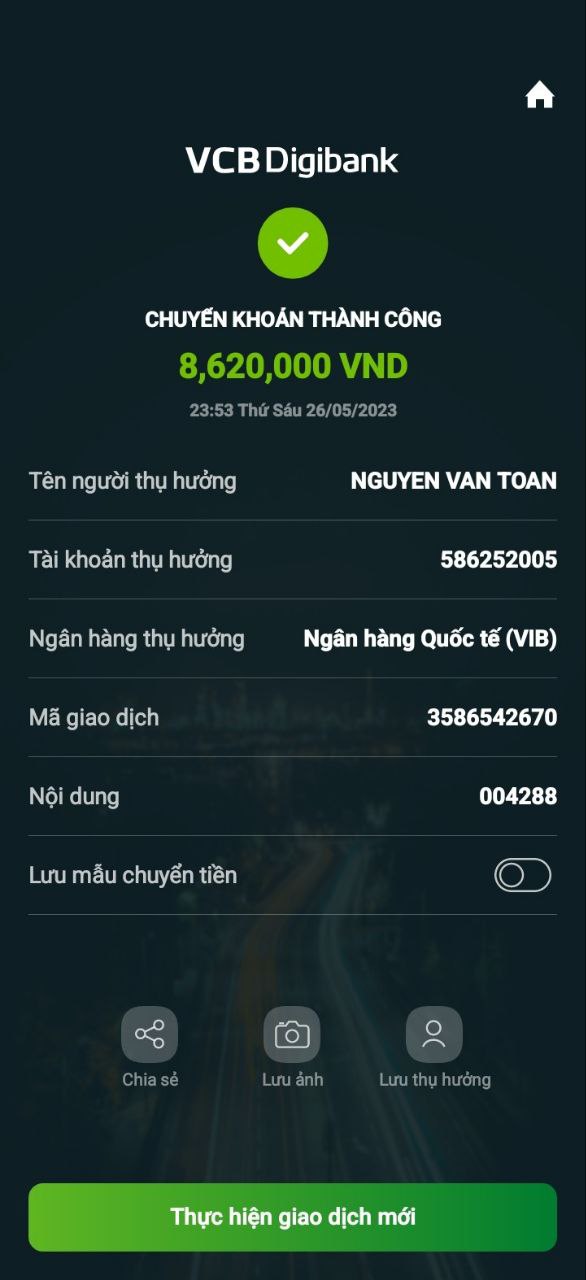 VCB Digibank
CHUYỂN KHOẢN THÀNH CÔNG
8,620,000 VND
23:53 Thứ Sáu 26/05/2023
Tên người thụ hưởng NGUYEN VAN TOAN
Tài khoản thụ hưởng 586252005
Ngân hàng thụ hưởng Ngân hàng Quốc tế (VIB)
Mã giao dịch 3586542670
Nội dung 004288
Lưu mẫu chuyển tiền
Chia sẻ Lưu ảnh Lưu thụ hưởng
Thực hiện giao dịch mới